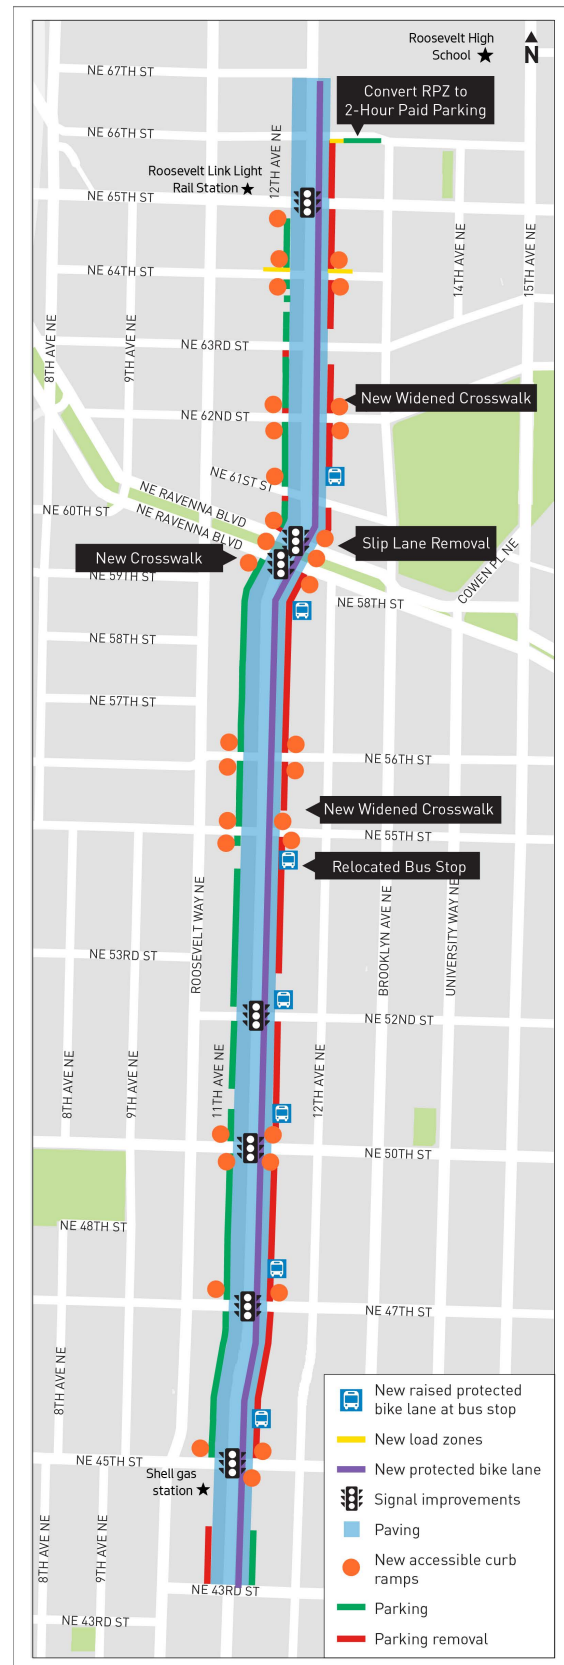 Roosevelt High
School
N
NE 67TH ST
Convert RPZ to
2-Hour Paid Parking
NE 66TH ST
12TH AVE NE
Roosevelt Link Light
Rail Station
NE 65TH ST
14TH AVE NE
15TH AVE NE
NE 64TH ST
8TH AVE NE
9TH AVE NE
NE 63RD ST
New Widened Crosswalk
NE 62ND ST
NE 61ST ST
NE RAVENNA BLVD
NE RAVENNA BLVD
NE 60TH ST
Slip Lane Removal
New Crosswalk
NE 59TH ST
COWEN PL NE
NE 58TH ST
NE 58TH ST
NE 57TH ST
NE 56TH ST
New Widened Crosswalk
NE 55TH ST
Relocated Bus Stop
ROOSEVELT WAY NE
BROOKLYN AVE NE
UNIVERSITY WAY NE
NE 53RD ST
NE 52ND ST
8TH AVE NE
9TH AVE NE
11TH AVE NE
12TH AVE NE
NE 50TH ST
NE 48TH ST
NE 47TH ST
8TH AVE NE
NE 45TH ST
Shell gas
station
8TH AVE NE
9TH AVE NE
NE 43RD ST
NE 43RD ST
New raised protected
bike lane at bus stop
New load zones
New protected bike lane
Signal improvements
Paving
New accessible curb
ramps
Parking
Parking removal